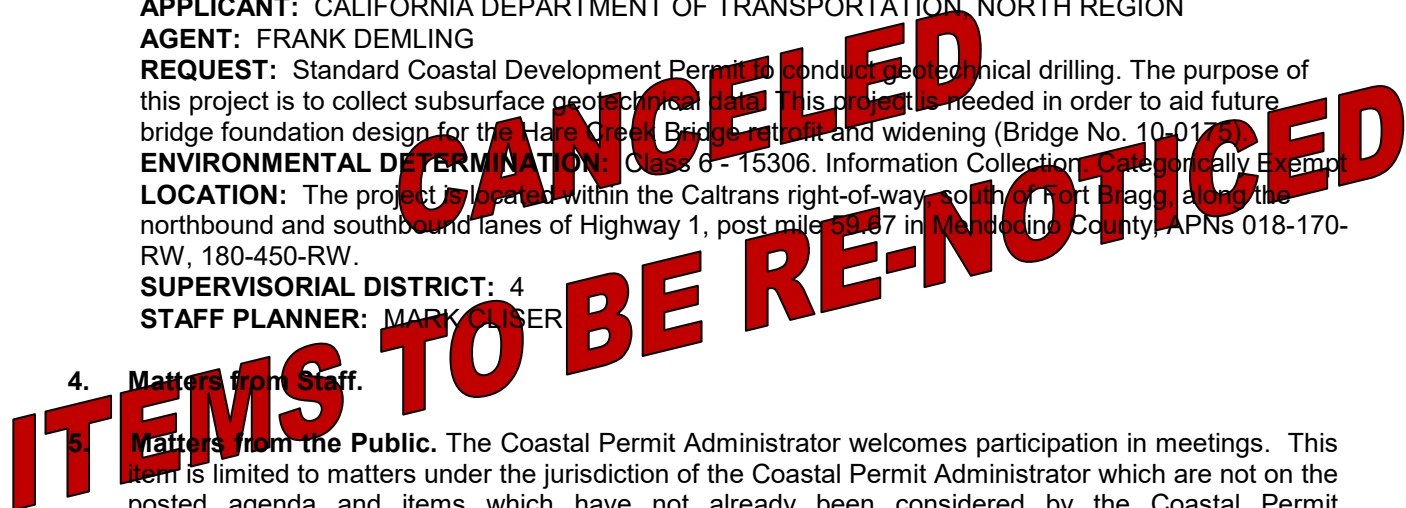 APPLICANT: CALIFORNIA DEPARTMENT OF TRANSPORTATION, NORTH REGION
AGENT: FRANK DEMLING
REQUEST: Standard Coastal Development Permit to conduct geotechnical drilling. The purpose of
this project is to collect subsurface geotechnical data. This project is needed in order to aid future
bridge foundation design for the Hare Creek Bridge retrofit and widening (Bridge No. 10-0175).
ENVIRONMENTAL DETERMINATION: Class 6 - 15306. Information Collection. Categorically Exempt
LOCATION: The project is located within the Caltrans right-of-way, south of Fort Bragg, along the
northbound and southbound lanes of Highway 1, post mile 59.67 in Mendocino County; APNs 018-170-
RW, 180-450-RW.
SUPERVISORIAL DISTRICT: 4
STAFF PLANNER: MARK CLISER
4. Matters from Staff.
5. Matters from the Public. The Coastal Permit Administrator welcomes participation in meetings. This
item is limited to matters under the jurisdiction of the Coastal Permit Administrator which are not on the
posted agenda and items which have not already been considered by the Coastal Permit
CANCELED
ITEMS TO BE RE-NOTICED